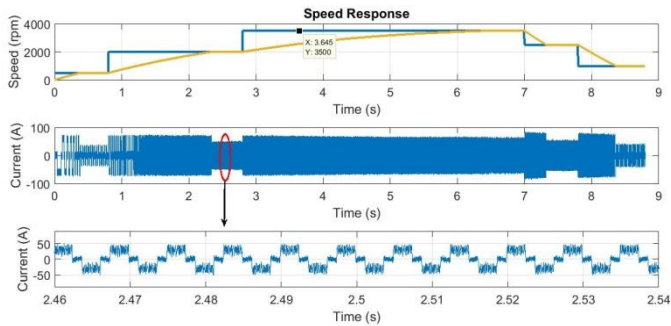 Speed Response
Speed (rpm)
4000
2000
0
X: 3.645
Y: 3500
0 1 2 3 4 5 6 7 8 9
Time (s)
Current (A)
100
0
-100
0 1 2 3 4 5 6 7 8 9
Time (s)
Current (A)
50
0
-50
2.46 2.47 2.48 2.49 2.5 2.51 2.52 2.53 2.54
Time (s)